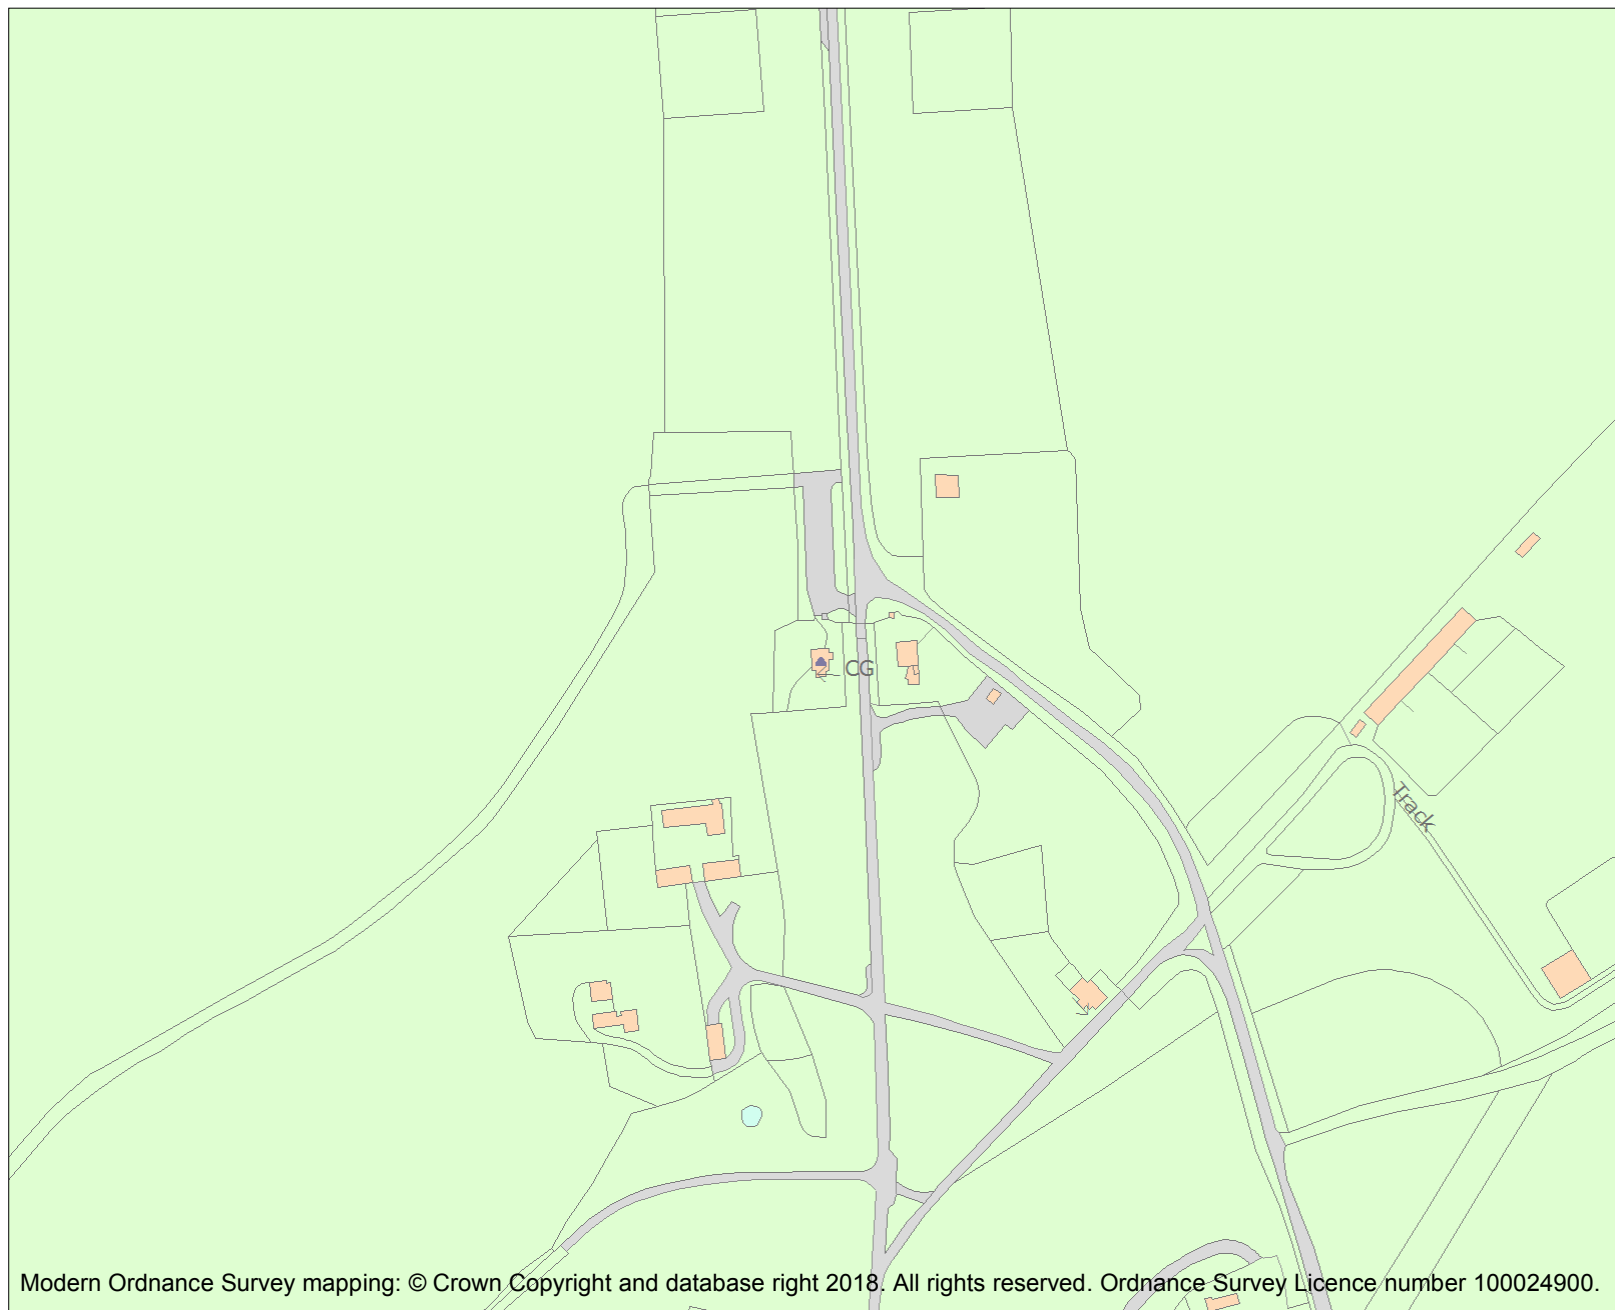 CG
Track
Modern Ordnance Survey mapping: © Crown Copyright and database right 2018. All rights reserved. Ordnance Survey Licence number 100024900.